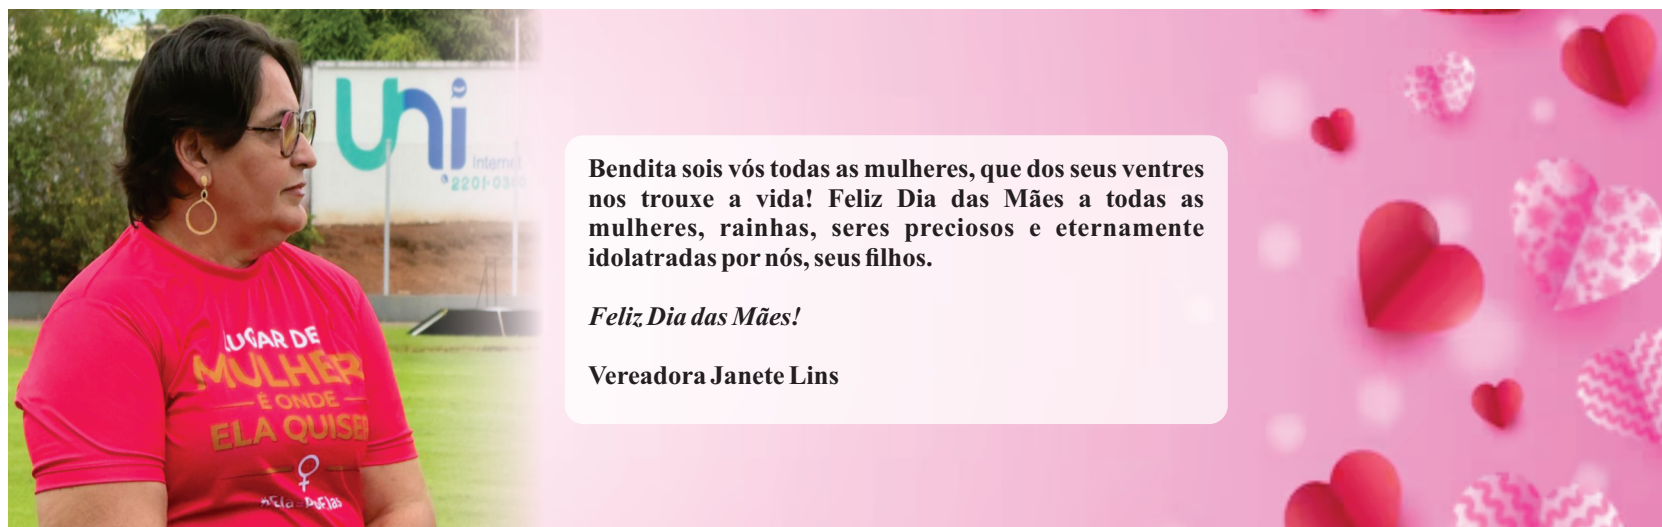 uni
Internet
2201-03
Bendita sois vós todas as mulheres, que dos seus ventres
nos trouxe a vida! Feliz Dia das Mães a todas as
mulheres, rainhas, seres preciosos e eternamente
idolatradas por nós, seus filhos.
Feliz Dia das Mães!
Vereadora Janete Lins
LUGAR DE
MULHER
É ONDE
ELA QUISER